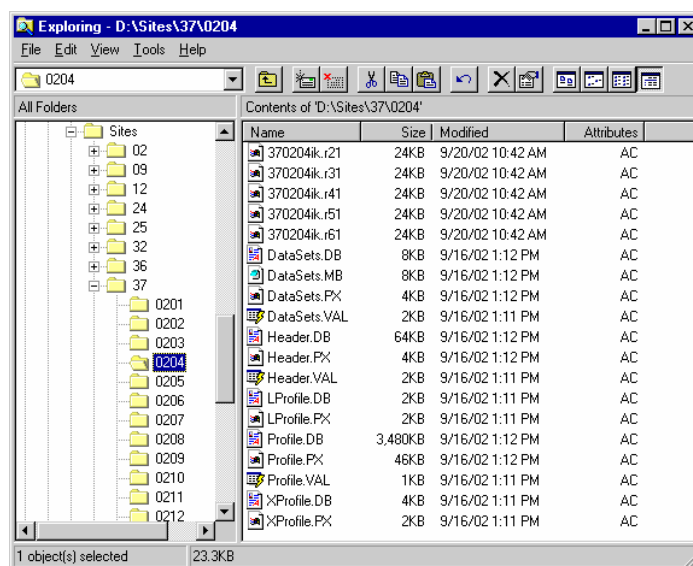 Exploring - D:\Sites\37\0204
File Edit View Tools Help
0204
All Folders
Contents of 'D:\Sites\37\0204'
Sites
02
09
12
24
25
32
36
37
0201
0202
0203
0204
0205
0206
0207
0208
0209
0210
0211
0212
Name Size Modified Attributes
370204ik.r21 24KB 9/20/02 10:42 AM AC
370204ik.r31 24KB 9/20/02 10:42 AM AC
370204ik.r41 24KB 9/20/02 10:42 AM AC
370204ik.r51 24KB 9/20/02 10:42 AM AC
370204ik.r61 24KB 9/20/02 10:42 AM AC
DataSets.DB 8KB 9/16/02 1:12 PM AC
DataSets.MB 8KB 9/16/02 1:12 PM AC
DataSets.PX 4KB 9/16/02 1:12 PM AC
DataSets.VAL 2KB 9/16/02 1:11 PM AC
Header.DB 64KB 9/16/02 1:12 PM AC
Header.PX 4KB 9/16/02 1:12 PM AC
Header.VAL 2KB 9/16/02 1:11 PM AC
LProfile.DB 2KB 9/16/02 1:11 PM AC
LProfile.PX 2KB 9/16/02 1:11 PM AC
Profile.DB 3,480KB 9/16/02 1:12 PM AC
Profile.PX 46KB 9/16/02 1:12 PM AC
Profile.VAL 1KB 9/16/02 1:11 PM AC
XProfile.DB 4KB 9/16/02 1:11 PM AC
XProfile.PX 2KB 9/16/02 1:11 PM AC
1 object(s) selected 23.3KB